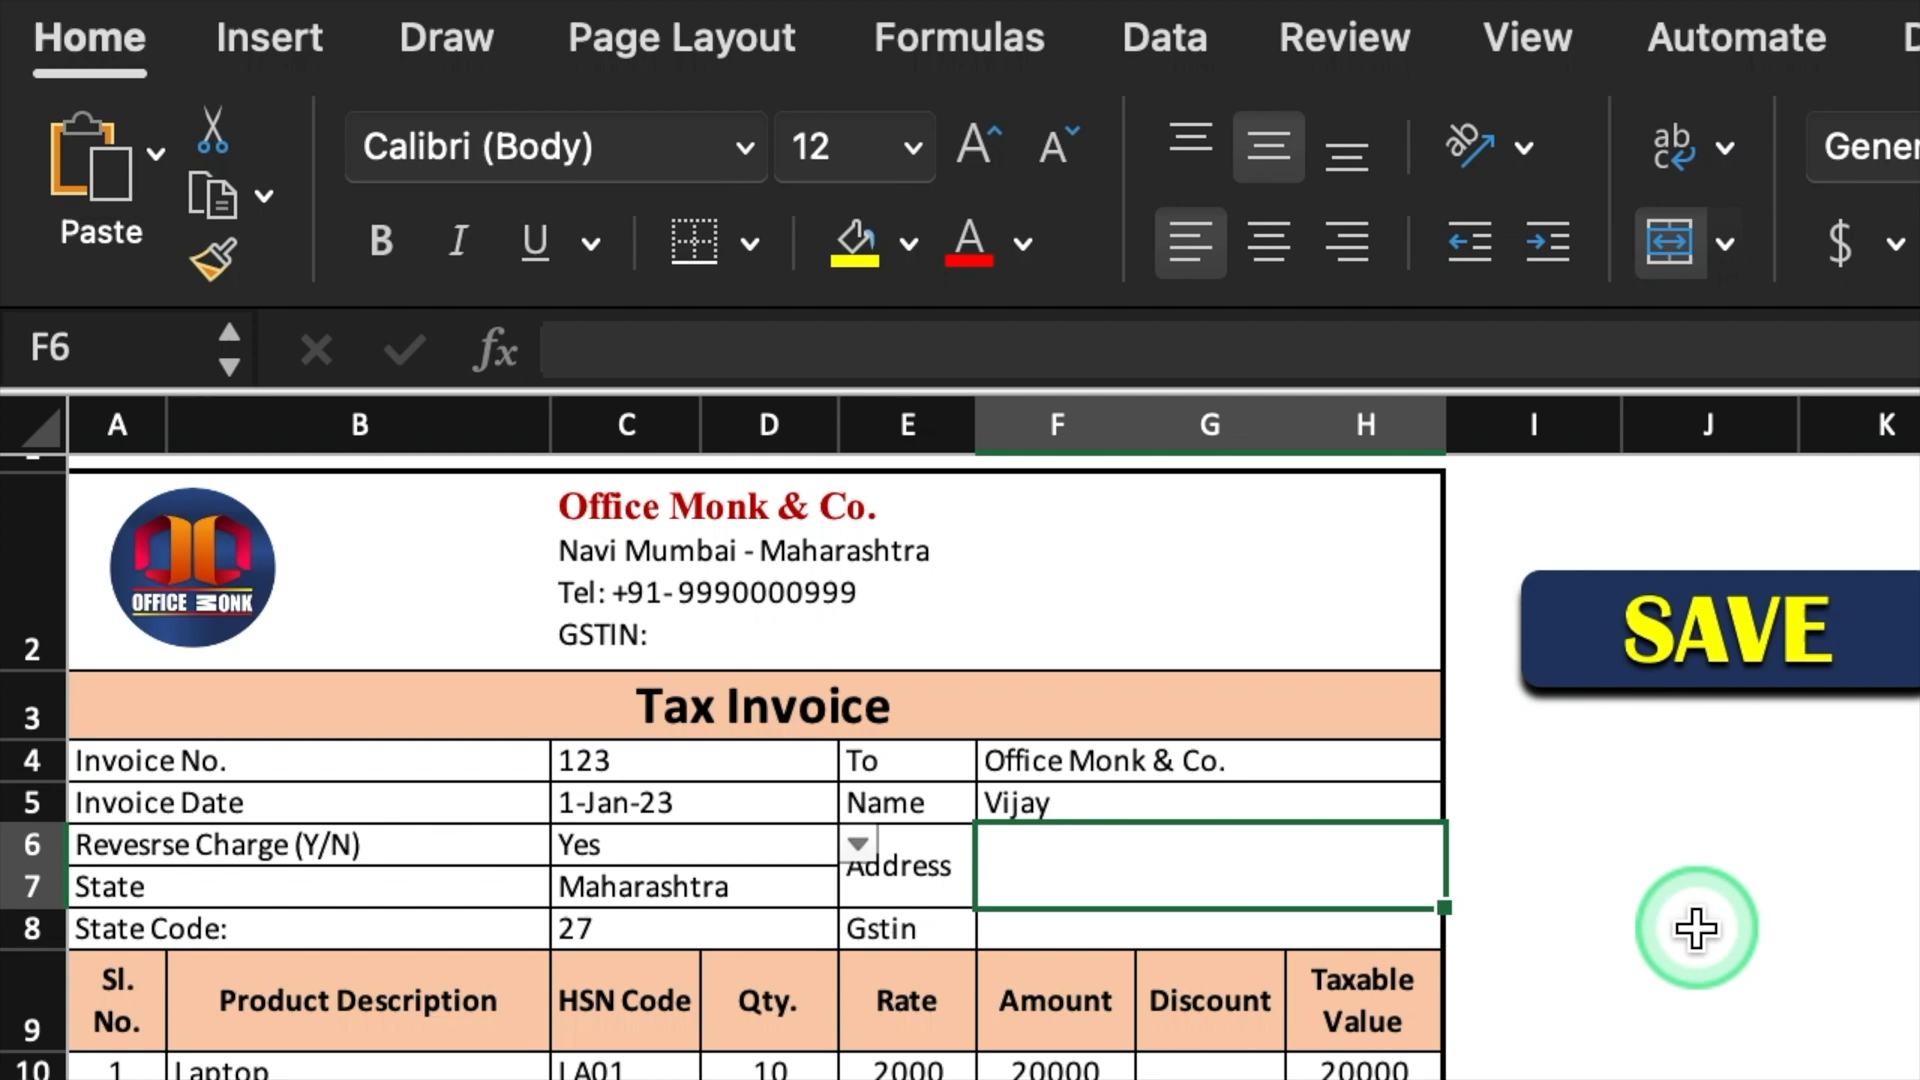 Home Insert Draw Page Layout Formulas Data Review View Automate D
Paste
Calibri (Body) 12
A A
ab
ab
c
Gener
B I U A $
F6
fx
A B C D E F G H I J K
OFFICE MONK
Office Monk & Co.
Navi Mumbai - Maharashtra
Tel: +91- 9990000999
GSTIN:
2
SAVE
3 Tax Invoice
4 Invoice No. 123 To Office Monk & Co.
5 Invoice Date 1-Jan-23 Name Vijay
6 Revesrse Charge (Y/N) Yes
Address
7 State Maharashtra
8 State Code: 27 Gstin
9 Sl. No. Product Description HSN Code Qty. Rate Amount Discount Taxable Value
10 1 Laptop LA01 10 2000 20000 20000